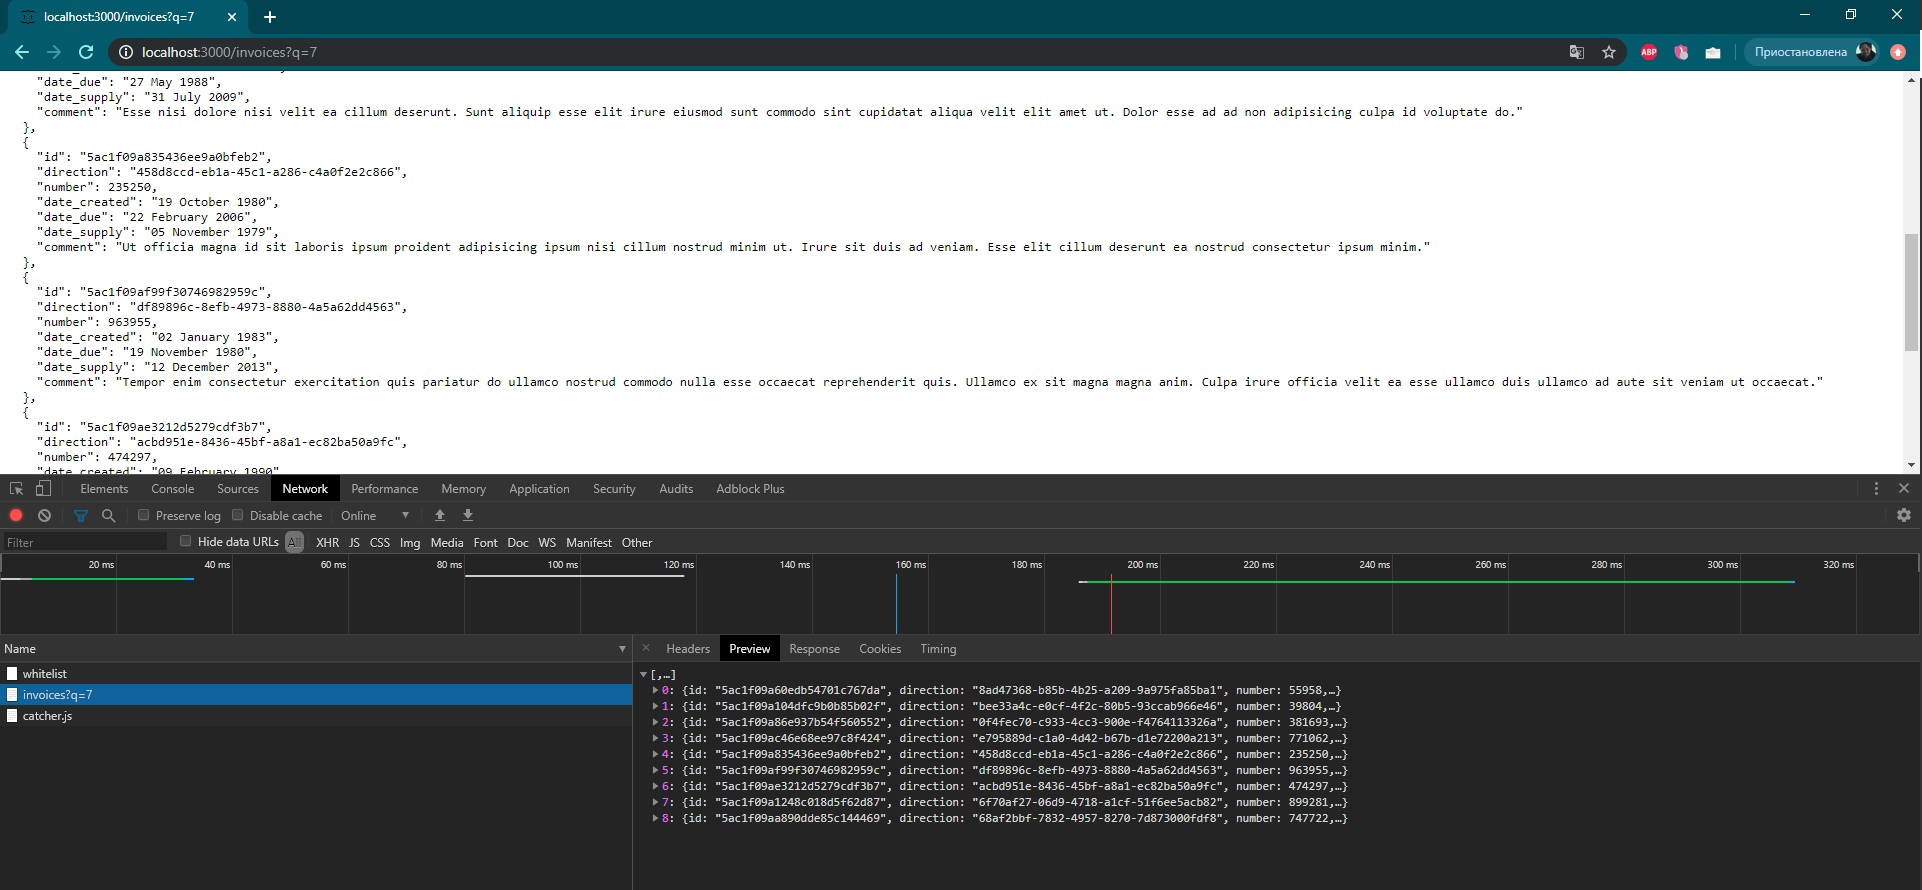 localhost:3000/invoices?q=7
localhost:3000/invoices?q=7
ABP
Приостановлена
"date_due": "27 May 1988",
"date_supply": "31 July 2009",
"comment": "Esse nisi dolore nisi velit ea cillum deserunt. Sunt aliquip esse elit irure eiusmod sunt commodo sint cupidatat aliqua velit elit amet ut. Dolor esse ad ad non adipisicing culpa id voluptate do."
},
{
"id": "5ac1f09a835436ee9a0bfeb2",
"direction": "458d8ccd-eb1a-45c1-a286-c4a0f2e2c866",
"number": 235250,
"date_created": "19 October 1980",
"date_due": "22 February 2006",
"date_supply": "05 November 1979",
"comment": "Ut officia magna id sit laboris ipsum proident adipisicing ipsum nisi cillum nostrud minim ut. Irure sit duis ad veniam. Esse elit cillum deserunt ea nostrud consectetur ipsum minim."
},
{
"id": "5ac1f09af99f30746982959c",
"direction": "df89896c-8efb-4973-8880-4a5a62dd4563",
"number": 963955,
"date_created": "02 January 1983",
"date_due": "19 November 1980",
"date_supply": "12 December 2013",
"comment": "Tempor enim consectetur exercitation quis pariatur do ullamco nostrud commodo nulla esse occaecat reprehenderit quis. Ullamco ex sit magna magna anim. Culpa irure officia velit ea esse ullamco duis ullamco ad aute sit veniam ut occaecat."
},
{
"id": "5ac1f09ae3212d5279cdf3b7",
"direction": "acbd951e-8436-45bf-a8a1-ec82ba50a9fc",
"number": 474297,
"date_created": "09 February 1990"
Elements Console Sources Network Performance Memory Application Security Audits Adblock Plus
Preserve log Disable cache Online
Filter Hide data URLs All XHR JS CSS Img Media Font Doc WS Manifest Other
20 ms 40 ms 60 ms 80 ms 100 ms 120 ms 140 ms 160 ms 180 ms 200 ms 220 ms 240 ms 260 ms 280 ms 300 ms 320 ms
Name
whitelist
invoices?q=7
catcher.js
Headers Preview Response Cookies Timing
[,…]
0: {id: "5ac1f09a60edb54701c767da", direction: "8ad47368-b85b-4b25-a209-9a975fa85ba1", number: 55958,…}
1: {id: "5ac1f09a104dfc9b0b85b02f", direction: "bee33a4c-e0cf-4f2c-80b5-93ccab966e46", number: 39804,…}
2: {id: "5ac1f09a86e937b54f560552", direction: "0f4fec70-c933-4cc3-900e-f4764113326a", number: 381693,…}
3: {id: "5ac1f09ac46e68ee97c8f424", direction: "e795889d-c1a0-4d42-b67b-d1e72200a213", number: 771062,…}
4: {id: "5ac1f09a835436ee9a0bfeb2", direction: "458d8ccd-eb1a-45c1-a286-c4a0f2e2c866", number: 235250,…}
5: {id: "5ac1f09af99f30746982959c", direction: "df89896c-8efb-4973-8880-4a5a62dd4563", number: 963955,…}
6: {id: "5ac1f09ae3212d5279cdf3b7", direction: "acbd951e-8436-45bf-a8a1-ec82ba50a9fc", number: 474297,…}
7: {id: "5ac1f09a1248c018d5f62d87", direction: "6f70af27-06d9-4718-a1cf-51f6ee5acb82", number: 899281,…}
8: {id: "5ac1f09aa890dde85c144469", direction: "68af2bbf-7832-4957-8270-7d873000fdf8", number: 747722,…}